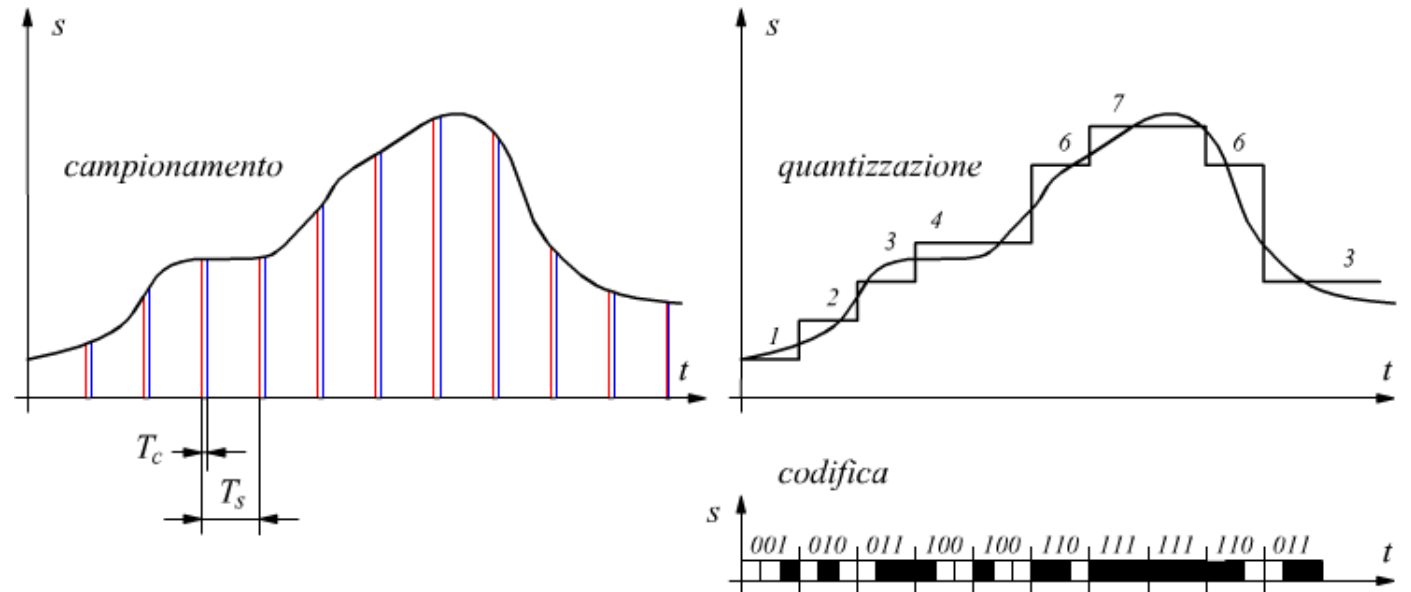 s
campionamento
t
T_c
T_s
s
7
6
6
quantizzazione
4
3
3
2
1
t
codifica
s
001 010 011 100 100 110 111 111 110 011
t